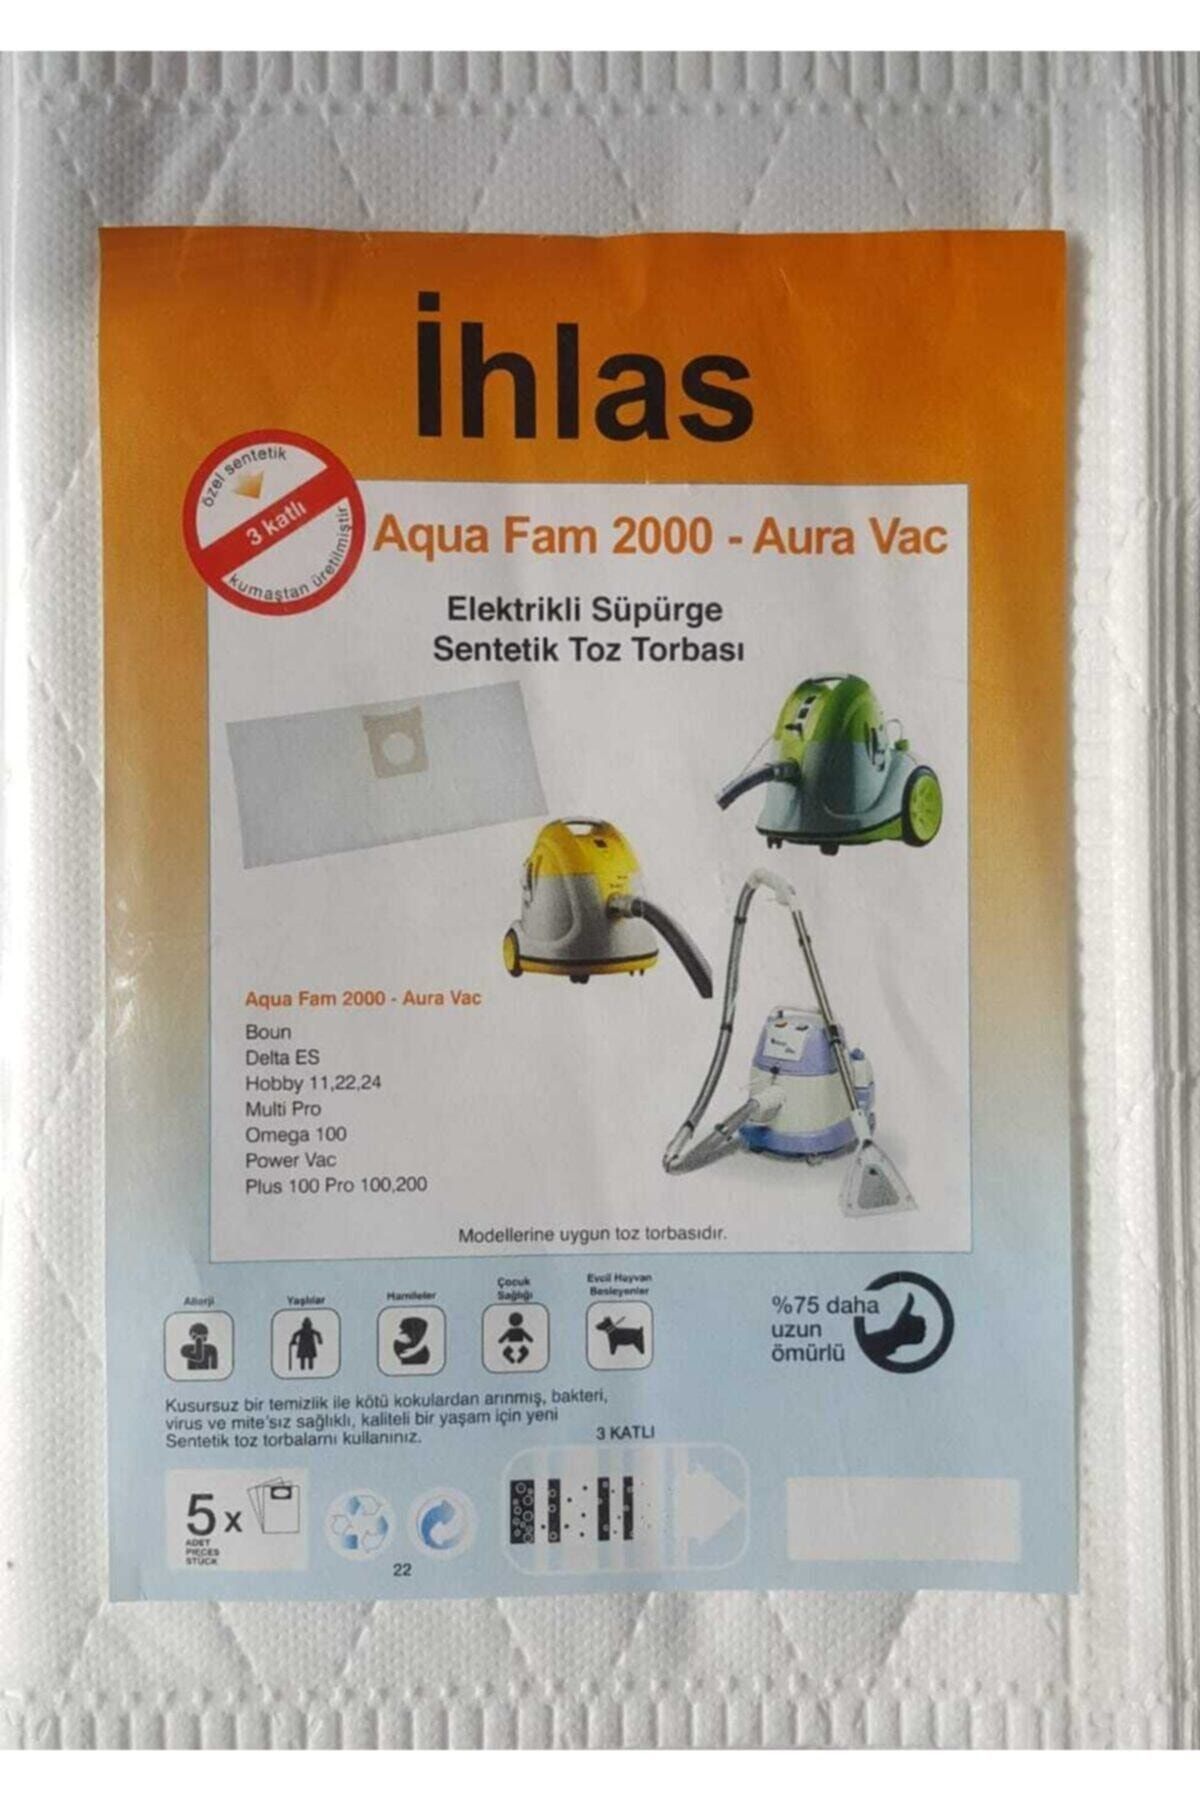 İhlas
özel sentetik
3 katlı
kumaştan üretilmiştir
Aqua Fam 2000 - Aura Vac
Elektrikli Süpürge
Sentetik Toz Torbası
Aqua Fam 2000 - Aura Vac
Boun
Delta ES
Hobby 11,22,24
Multi Pro
Omega 100
Power Vac
Plus 100 Pro 100,200
Modellerine uygun toz torbasıdır.
Allerji
Yaşlılar
Hamileler
Çocuk
Sağlığı
Evcil Hayvan
Besleyenler
%75 daha
uzun
ömürlü
Kusursuz bir temizlik ile kötü kokulardan arınmış, bakteri,
virus ve mite'sız sağlıklı, kaliteli bir yaşam için yeni
Sentetik toz torbalarnı kullanınız.
3 KATLI
5 x
ADET
PIECES
STÜCK
22